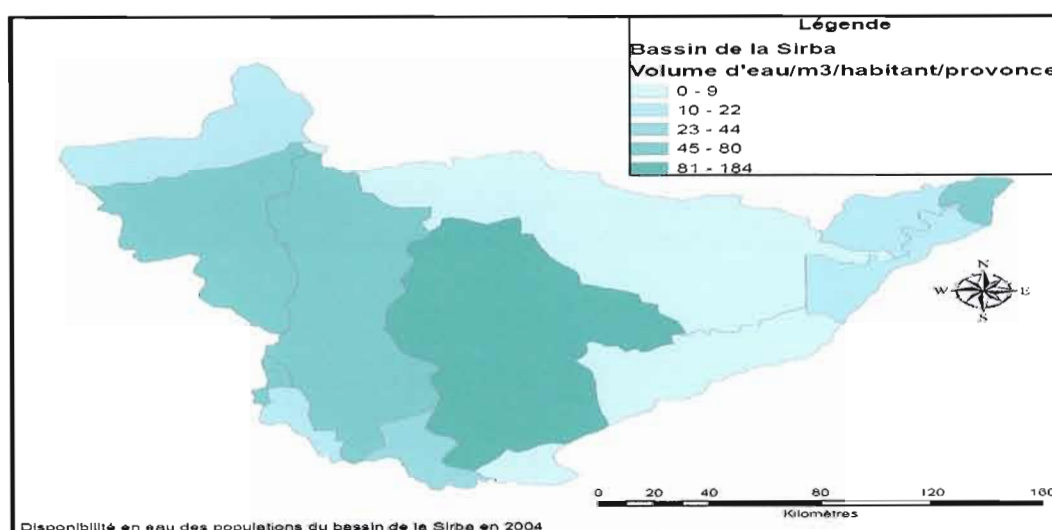 Légende
Bassin de la Sirba
Volume d'eau/m3/habitant/provonce
0 - 9
10 - 22
23 - 44
45 - 80
81 - 184
N
W E
S
0 20 40 80 120 160
Kilomètres
Disponibilité en eau des populations du bassin de la Sirba en 2004